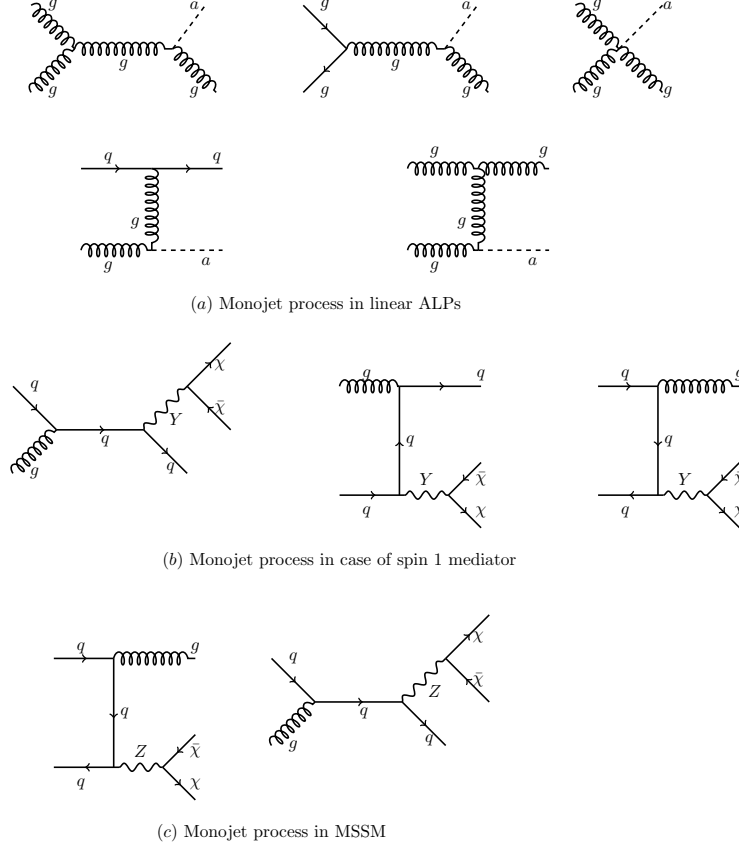 g a g a g a
g g
g g g g g g
q q g g
g g
g a g a
(a) Monojet process in linear ALPs
q χ q q q g
Y χ̄
q q q
g q Y χ̄ Y χ̄
q χ q χ
(b) Monojet process in case of spin 1 mediator
q g q χ
q Z χ̄
Z χ̄ q
q χ g q
(c) Monojet process in MSSM